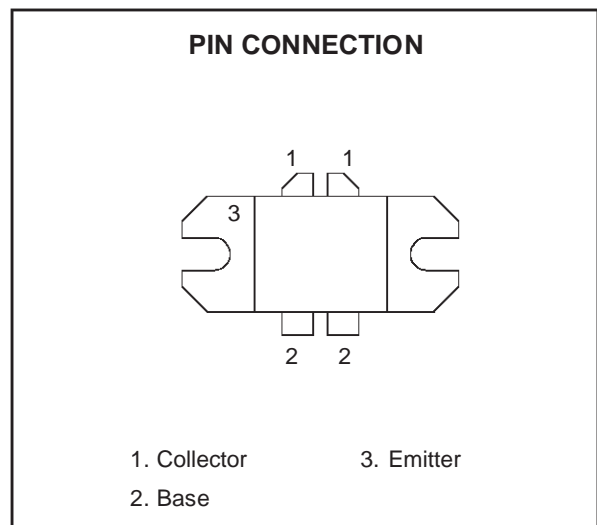 PIN CONNECTION
1 1
3
2 2
1. Collector 3. Emitter
2. Base